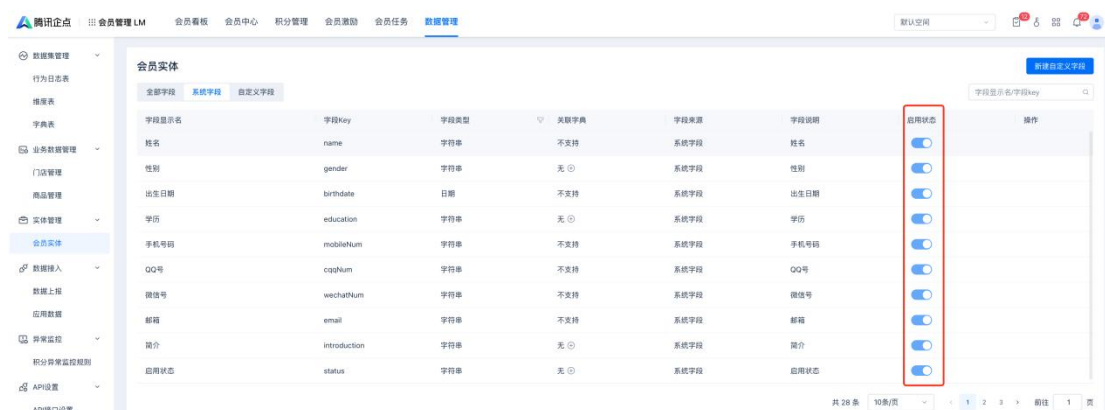 腾讯企点 会员管理 LM 会员看板 会员中心 积分管理 会员激励 会员任务 数据管理 默认空间 12 72
数据集管理
行为日志表
维度表
字典表
业务数据管理
门店管理
商品管理
实体管理
会员实体
数据接入
数据上报
应用数据
异常监控
积分异常监控规则
API设置
API接口设置
会员实体 新建自定义字段
全部字段 系统字段 自定义字段 字段显示名/字段key
字段显示名 字段Key 字段类型 关联字典 字段来源 字段说明 启用状态 操作
姓名 name 字符串 不支持 系统字段 姓名
性别 gender 字符串 无 系统字段 性别
出生日期 birthdate 日期 不支持 系统字段 出生日期
学历 education 字符串 无 系统字段 学历
手机号码 mobileNum 字符串 不支持 系统字段 手机号码
QQ号 cqqNum 字符串 不支持 系统字段 QQ号
微信号 wechatNum 字符串 不支持 系统字段 微信号
邮箱 email 字符串 不支持 系统字段 邮箱
简介 introduction 字符串 无 系统字段 简介
启用状态 status 字符串 无 系统字段 启用状态
共 28 条 10条/页 1 2 3 前往 1 页